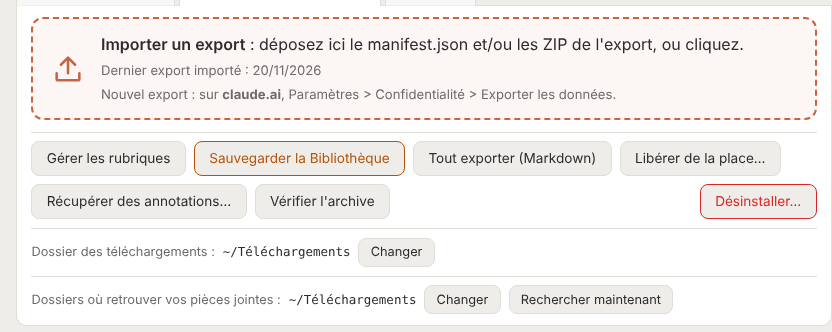 Importer un export : déposez ici le manifest.json et/ou les ZIP de l'export, ou cliquez.
Dernier export importé : 20/11/2026
Nouvel export : sur claude.ai, Paramètres > Confidentialité > Exporter les données.
Gérer les rubriques
Sauvegarder la Bibliothèque
Tout exporter (Markdown)
Libérer de la place...
Récupérer des annotations...
Vérifier l'archive
Désinstaller...
Dossier des téléchargements : ~/Téléchargements Changer
Dossiers où retrouver vos pièces jointes : ~/Téléchargements Changer Rechercher maintenant